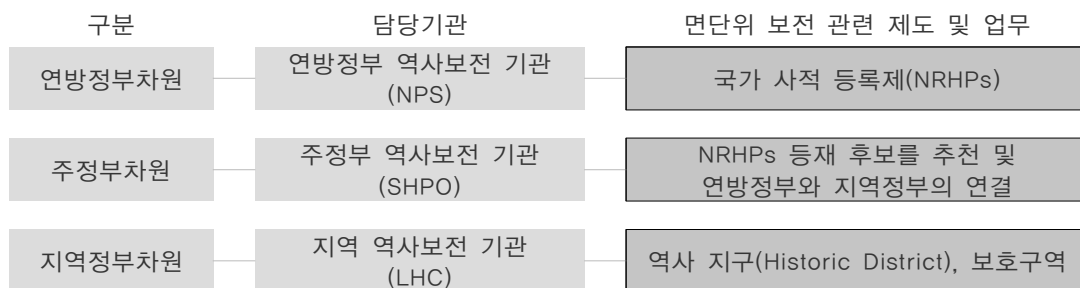 구분 담당기관 면단위 보전 관련 제도 및 업무
연방정부차원
연방정부 역사보전 기관
(NPS)
국가 사적 등록제(NRHPs)
주정부차원
주정부 역사보전 기관
(SHPO)
NRHPs 등재 후보를 추천 및
연방정부와 지역정부의 연결
지역정부차원
지역 역사보전 기관
(LHC)
역사 지구(Historic District), 보호구역